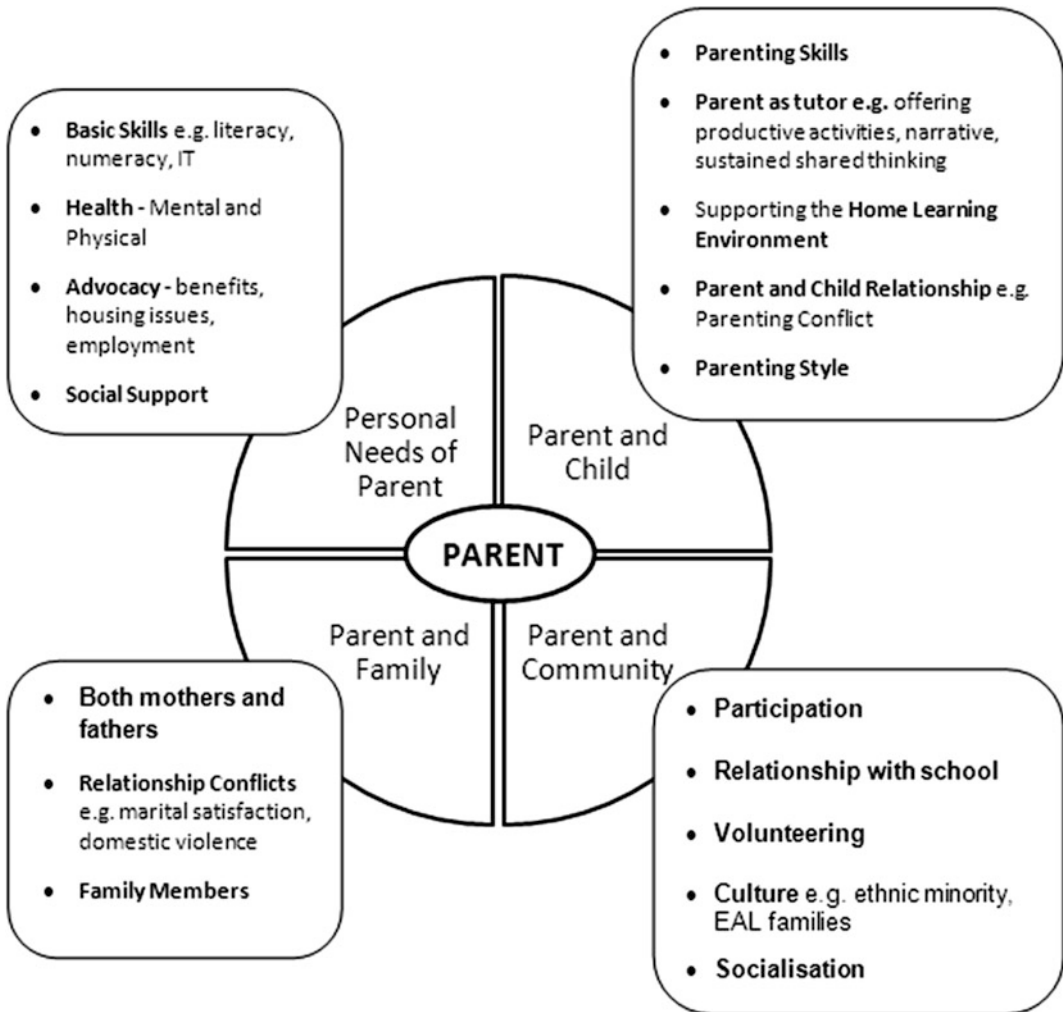 • Basic Skills e.g. literacy,
numeracy, IT
• Health - Mental and
Physical
• Advocacy - benefits,
housing issues,
employment
• Social Support
• Parenting Skills
• Parent as tutor e.g. offering
productive activities, narrative,
sustained shared thinking
• Supporting the Home Learning
Environment
• Parent and Child Relationship e.g.
Parenting Conflict
• Parenting Style
Personal
Needs of
Parent
Parent and
Child
PARENT
Parent and
Family
Parent and
Community
• Both mothers and
fathers
• Relationship Conflicts
e.g. marital satisfaction,
domestic violence
• Family Members
• Participation
• Relationship with school
• Volunteering
• Culture e.g. ethnic minority,
EAL families
• Socialisation